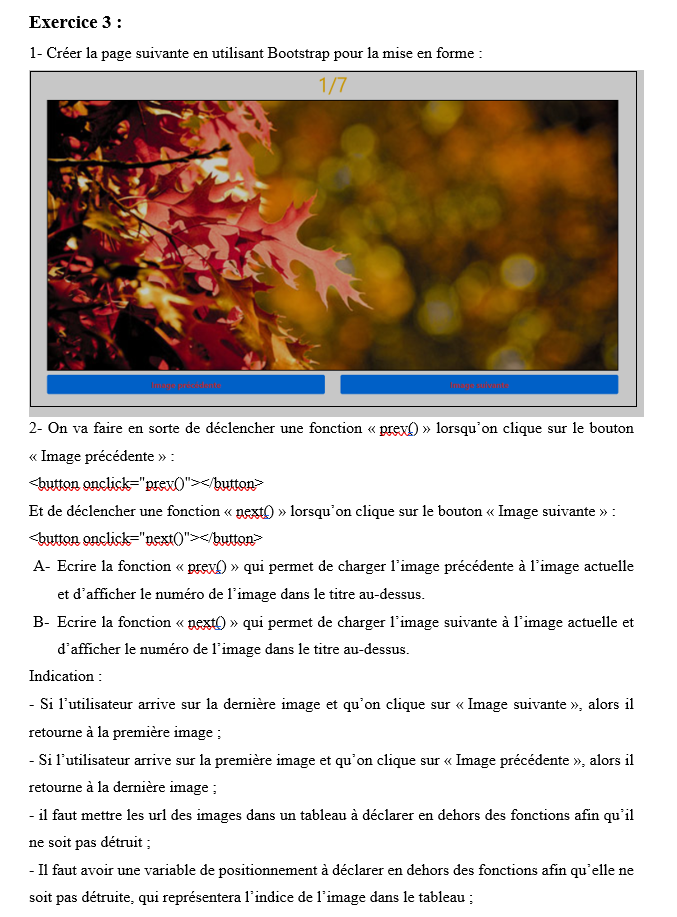 Exercice 3 :
1- Créer la page suivante en utilisant Bootstrap pour la mise en forme :
1/7
Image précédente
Image suivante
2- On va faire en sorte de déclencher une fonction « prev() » lorsqu’on clique sur le bouton
« Image précédente » :
<button onclick="prev()"></button>
Et de déclencher une fonction « next() » lorsqu’on clique sur le bouton « Image suivante » :
<button onclick="next()"></button>
A- Ecrire la fonction « prev() » qui permet de charger l’image précédente à l’image actuelle
et d’afficher le numéro de l’image dans le titre au-dessus.
B- Ecrire la fonction « next() » qui permet de charger l’image suivante à l’image actuelle et
d’afficher le numéro de l’image dans le titre au-dessus.
Indication :
- Si l’utilisateur arrive sur la dernière image et qu’on clique sur « Image suivante », alors il
retourne à la première image ;
- Si l’utilisateur arrive sur la première image et qu’on clique sur « Image précédente », alors il
retourne à la dernière image ;
- il faut mettre les url des images dans un tableau à déclarer en dehors des fonctions afin qu’il
ne soit pas détruit ;
- Il faut avoir une variable de positionnement à déclarer en dehors des fonctions afin qu’elle ne
soit pas détruite, qui représentera l’indice de l’image dans le tableau ;